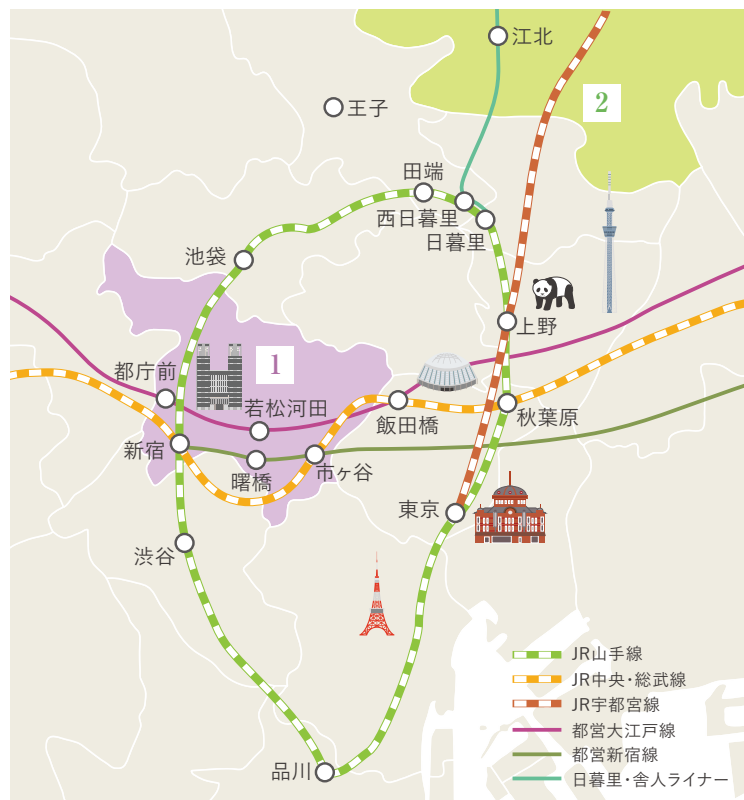 江北
2
王子
田端
西日暮里
日暮里
池袋
上野
1
都庁前
若松河田
飯田橋
秋葉原
新宿
曙橋
市ヶ谷
東京
渋谷
品川
JR山手線
JR中央・総武線
JR宇都宮線
都営大江戸線
都営新宿線
日暮里・舎人ライナー